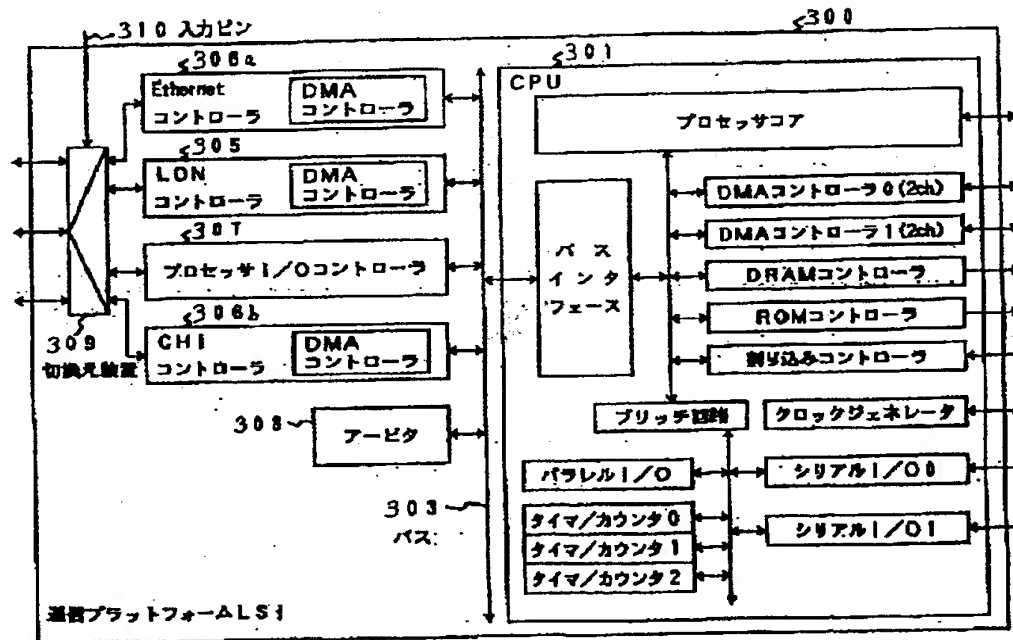 310 入力ピン
300
306a
Ethernet
コントローラ
DMA
コントローラ
305
LON
コントローラ
DMA
コントローラ
307
プロセッサI/Oコントローラ
306b
CHI
コントローラ
DMA
コントローラ
309
切換え装置
308
アービタ
303
バス
通信プラットフォームLSI
301
CPU
プロセッサコア
バス
インタ
フェース
DMAコントローラ0(2ch)
DMAコントローラ1(2ch)
DRAMコントローラ
ROMコントローラ
割り込みコントローラ
ブリッチ回路
クロックジェネレータ
パラレルI/O
シリアルI/O0
タイマ/カウンタ0
シリアルI/O1
タイマ/カウンタ1
タイマ/カウンタ2